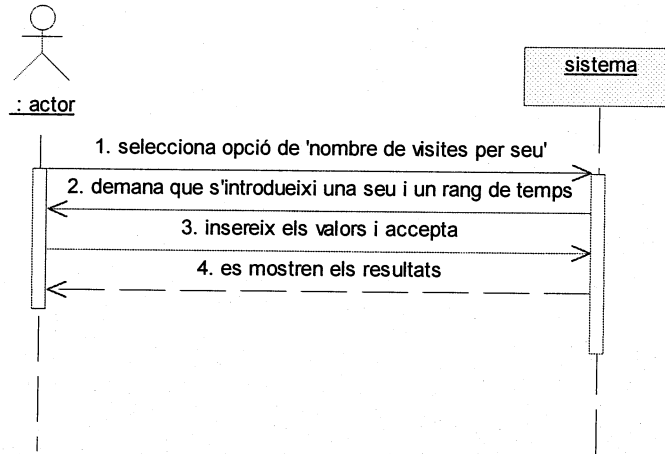 : actor
sistema
1. selecciona opció de 'nombre de visites per seu'
2. demana que s'introdueixi una seu i un rang de temps
3. insereix els valors i accepta
4. es mostren els resultats